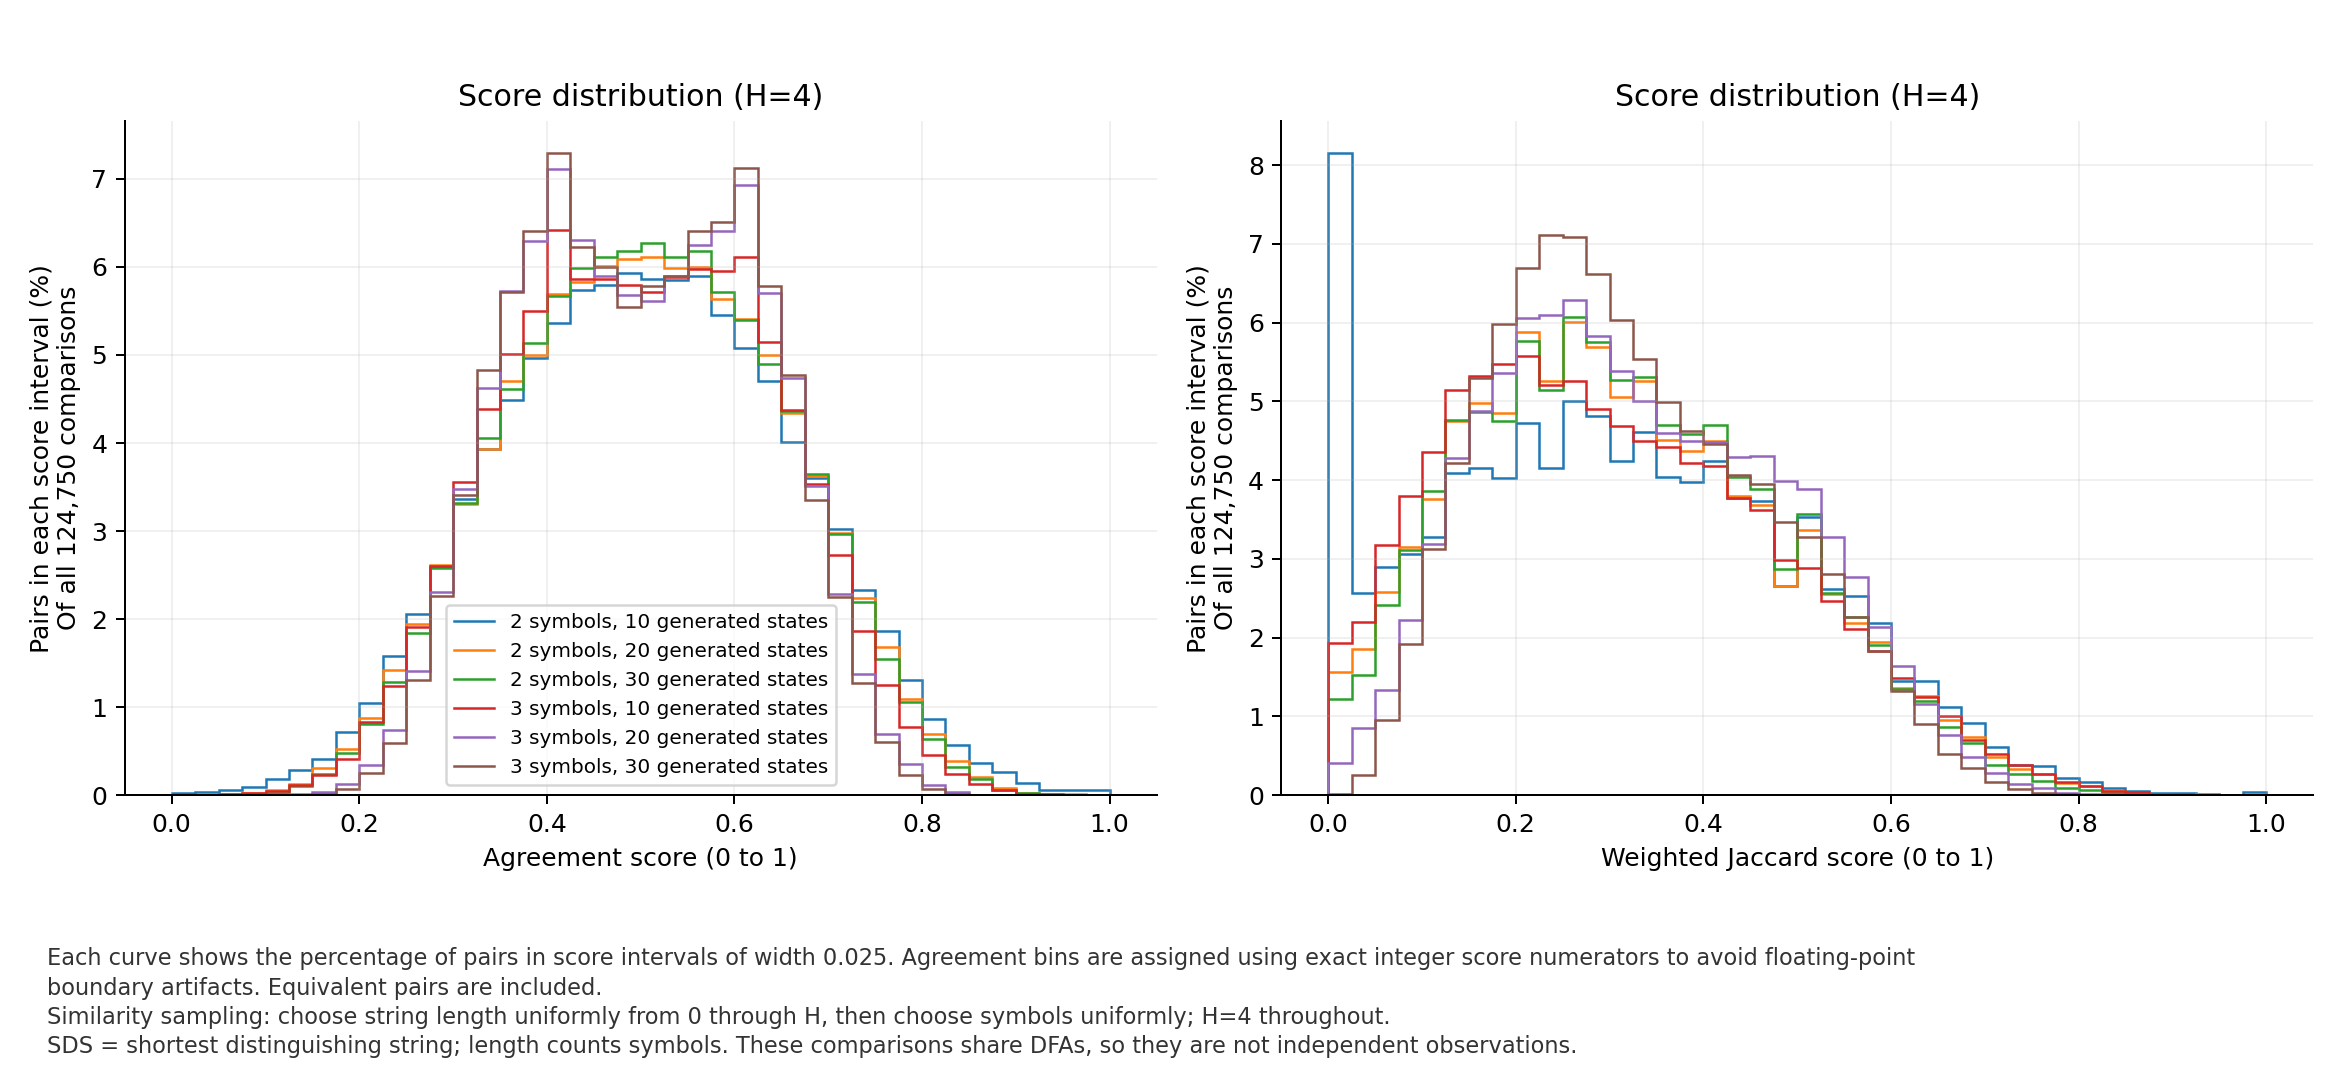 Score distribution (H=4)
Pairs in each score interval (%)
Of all 124,750 comparisons
7
6
5
4
3
2
1
0
2 symbols, 10 generated states
2 symbols, 20 generated states
2 symbols, 30 generated states
3 symbols, 10 generated states
3 symbols, 20 generated states
3 symbols, 30 generated states
0.0 0.2 0.4 0.6 0.8 1.0
Agreement score (0 to 1)
Score distribution (H=4)
Pairs in each score interval (%)
Of all 124,750 comparisons
8
7
6
5
4
3
2
1
0
0.0 0.2 0.4 0.6 0.8 1.0
Weighted Jaccard score (0 to 1)
Each curve shows the percentage of pairs in score intervals of width 0.025. Agreement bins are assigned using exact integer score numerators to avoid floating-point
boundary artifacts. Equivalent pairs are included.
Similarity sampling: choose string length uniformly from 0 through H, then choose symbols uniformly; H=4 throughout.
SDS = shortest distinguishing string; length counts symbols. These comparisons share DFAs, so they are not independent observations.